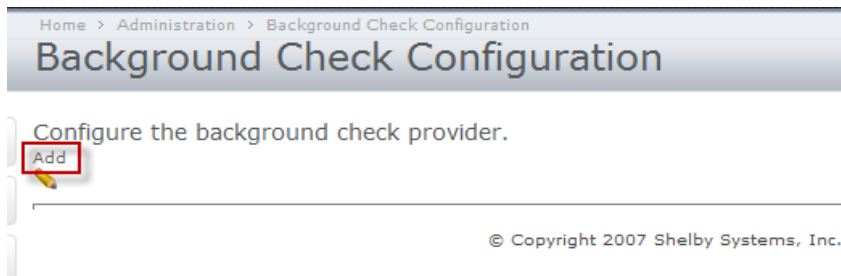 Home > Administration > Background Check Configuration
Background Check Configuration
Configure the background check provider.
Add
© Copyright 2007 Shelby Systems, Inc.